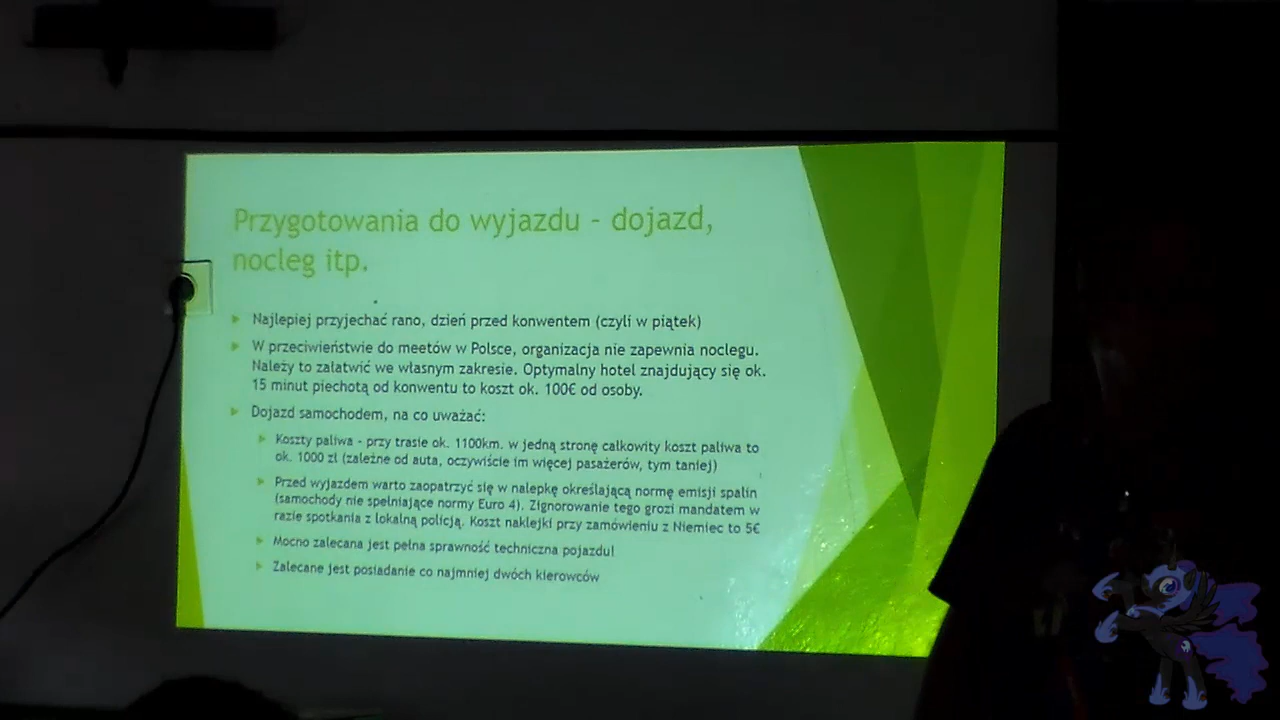 Przygotowania do wyjazdu - dojazd,
nocleg itp.
Najlepiej przyjechać rano, dzień przed konwentem (czyli w piątek)
W przeciwieństwie do meetów w Polsce, organizacja nie zapewnia noclegu.
Należy to załatwić we własnym zakresie. Optymalny hotel znajdujący się ok.
15 minut piechotą od konwentu to koszt ok. 100€ od osoby.
Dojazd samochodem, na co uważać:
Koszty paliwa - przy trasie ok. 1100km. w jedną stronę całkowity koszt paliwa to
ok. 1000 zł (zależne od auta, oczywiście im więcej pasażerów, tym taniej)
Przed wyjazdem warto zaopatrzyć się w nalepkę określającą normę emisji spalin
(samochody nie spełniające normy Euro 4). Zignorowanie tego grozi mandatem w
razie spotkania z lokalną policją. Koszt naklejki przy zamówieniu z Niemiec to 5€
Mocno zalecana jest pełna sprawność techniczna pojazdu!
Zalecane jest posiadanie co najmniej dwóch kierowców